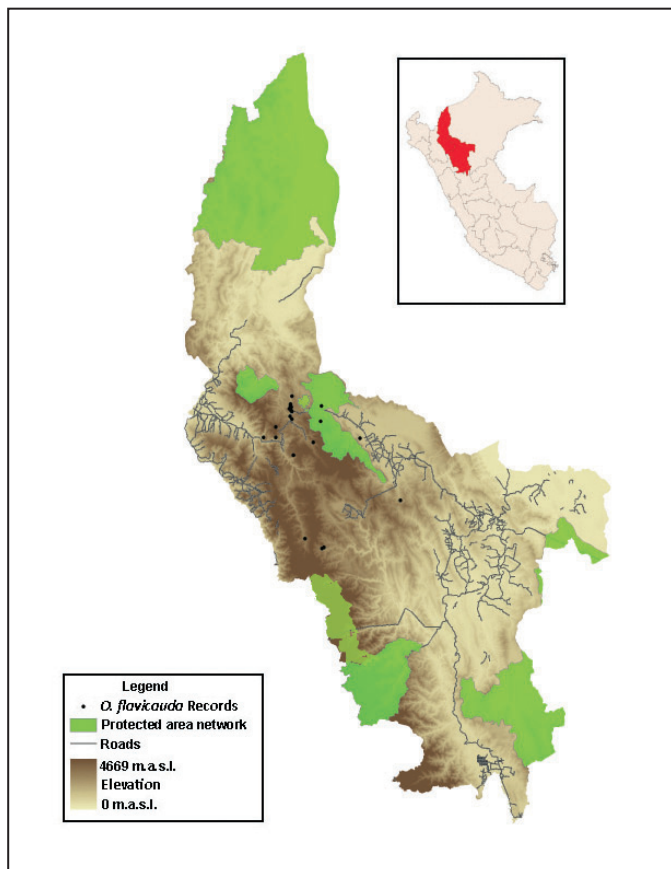 Legend
O. flavicauda Records
Protected area network
Roads
4669 m.a.s.l.
Elevation
0 m.a.s.l.